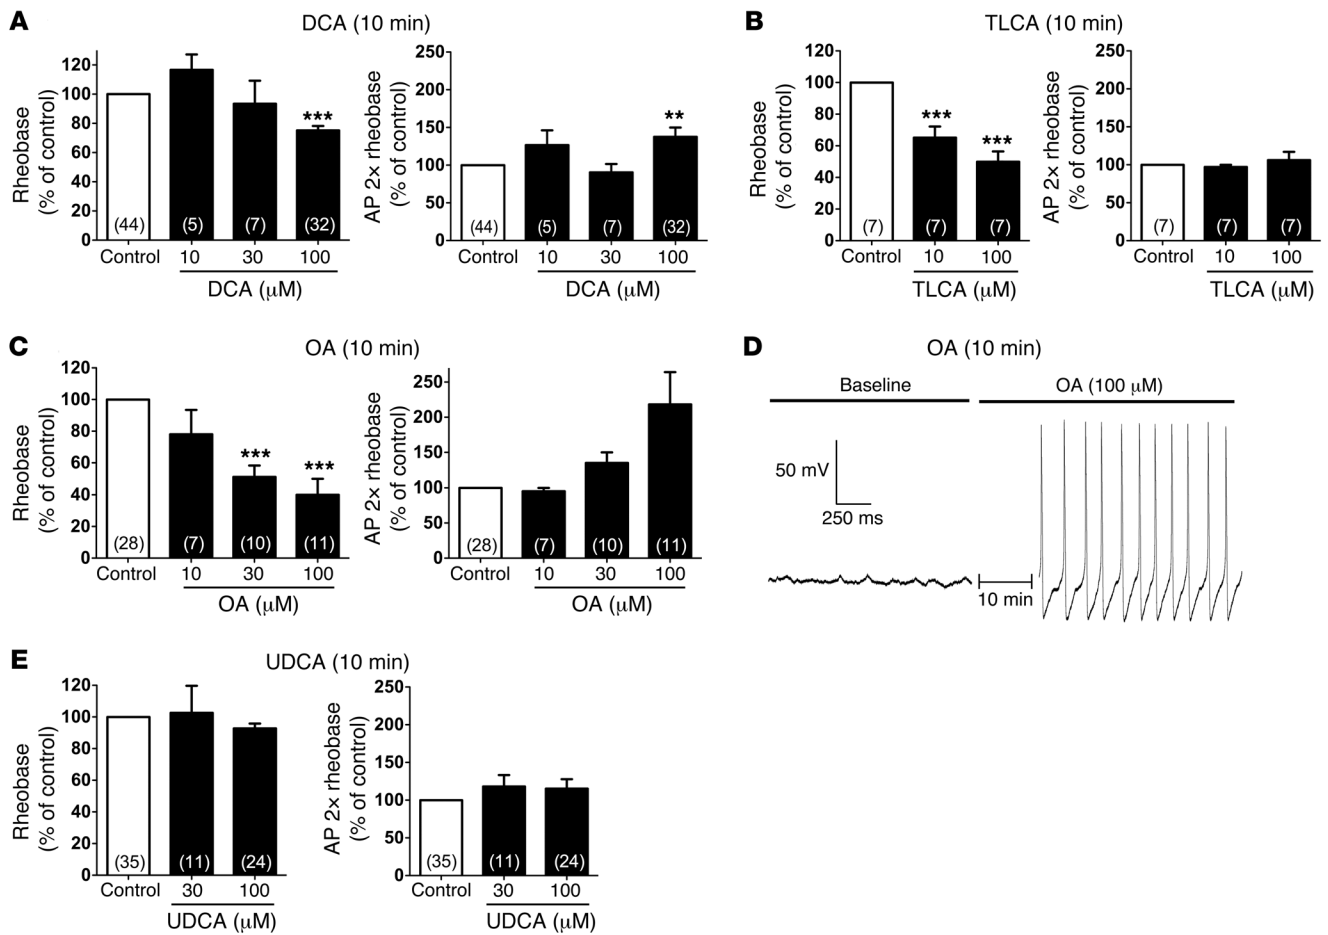 A
DCA (10 min)
Rheobase
(% of control)
120
100
80
60
40
20
0
***
(44)
(5)
(7)
(32)
Control
10
30
100
DCA (μM)
AP 2× rheobase
(% of control)
250
200
150
100
50
0
**
(44)
(5)
(7)
(32)
Control
10
30
100
DCA (μM)
B
TLCA (10 min)
Rheobase
(% of control)
120
100
80
60
40
20
0
***
***
(7)
(7)
(7)
Control
10
100
TLCA (μM)
AP 2× rheobase
(% of control)
250
200
150
100
50
0
(7)
(7)
(7)
Control
10
100
TLCA (μM)
C
OA (10 min)
Rheobase
(% of control)
120
100
80
60
40
20
0
***
***
(28)
(7)
(10)
(11)
Control
10
30
100
OA (μM)
AP 2× rheobase
(% of control)
250
200
150
100
50
0
(28)
(7)
(10)
(11)
Control
10
30
100
OA (μM)
D
OA (10 min)
Baseline
OA (100 μM)
50 mV
250 ms
10 min
E
UDCA (10 min)
Rheobase
(% of control)
120
100
80
60
40
20
0
(35)
(11)
(24)
Control
30
100
UDCA (μM)
AP 2× rheobase
(% of control)
250
200
150
100
50
0
(35)
(11)
(24)
Control
30
100
UDCA (μM)